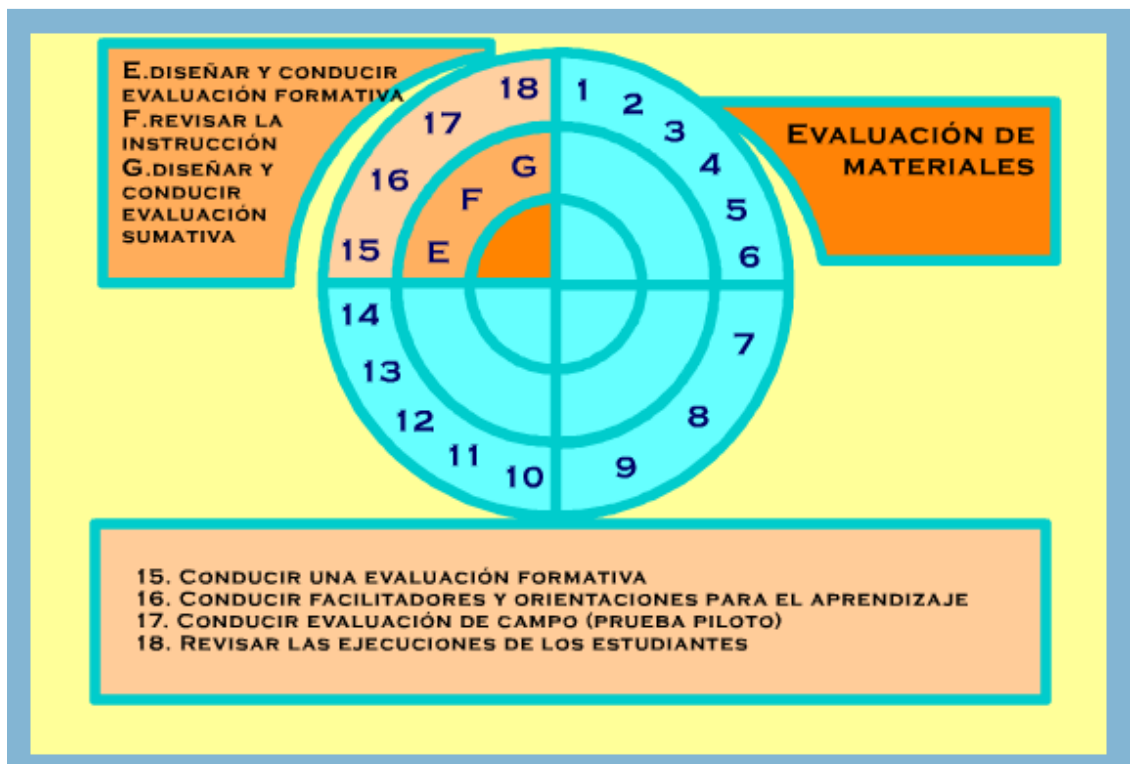 E.DISEÑAR Y CONDUCIR
EVALUACIÓN FORMATIVA
F.REVISAR LA
INSTRUCCIÓN
G.DISEÑAR Y
CONDUCIR
EVALUACIÓN
SUMATIVA
EVALUACIÓN DE
MATERIALES
1
2
3
4
5
6
7
8
9
10
11
12
13
14
15
16
17
18
E
F
G
15. CONDUCIR UNA EVALUACIÓN FORMATIVA
16. CONDUCIR FACILITADORES Y ORIENTACIONES PARA EL APRENDIZAJE
17. CONDUCIR EVALUACIÓN DE CAMPO (PRUEBA PILOTO)
18. REVISAR LAS EJECUCIONES DE LOS ESTUDIANTES